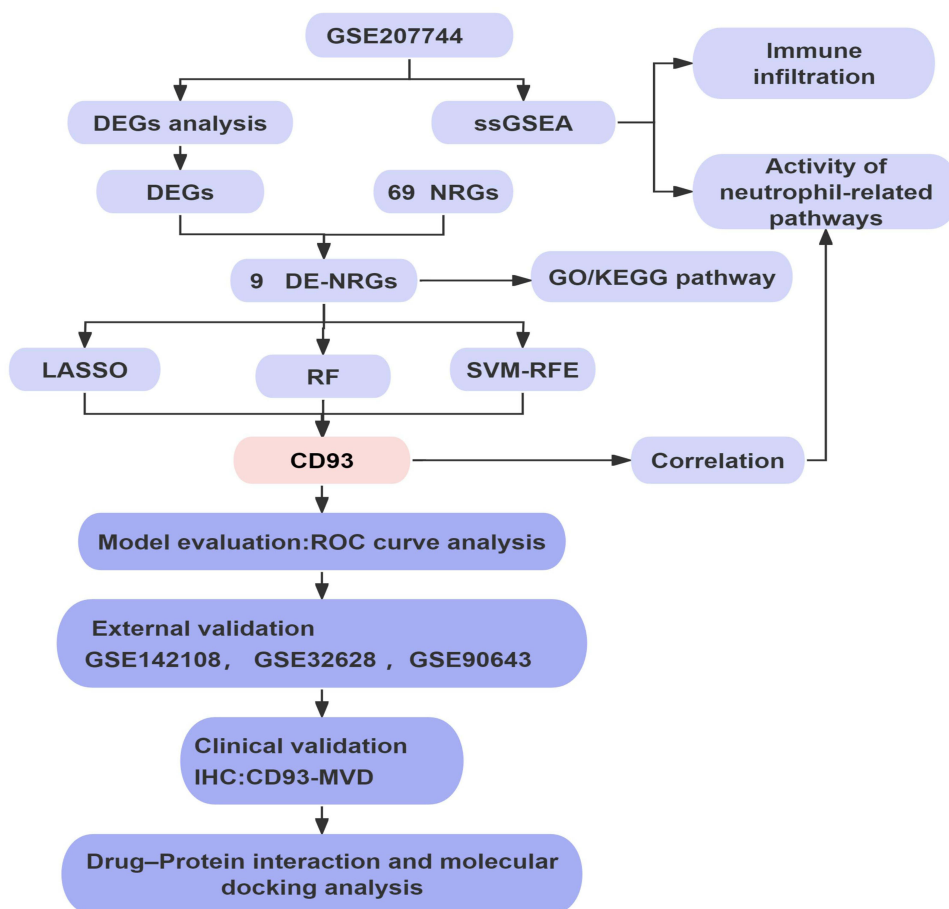 GSE207744
Immune
infiltration
DEGs analysis
ssGSEA
Activity of
neutrophil-related
pathways
DEGs
69 NRGs
9 DE-NRGs
GO/KEGG pathway
LASSO
RF
SVM-RFE
CD93
Correlation
Model evaluation:ROC curve analysis
External validation
GSE142108, GSE32628 , GSE90643
Clinical validation
IHC:CD93-MVD
Drug–Protein interaction and molecular
docking analysis